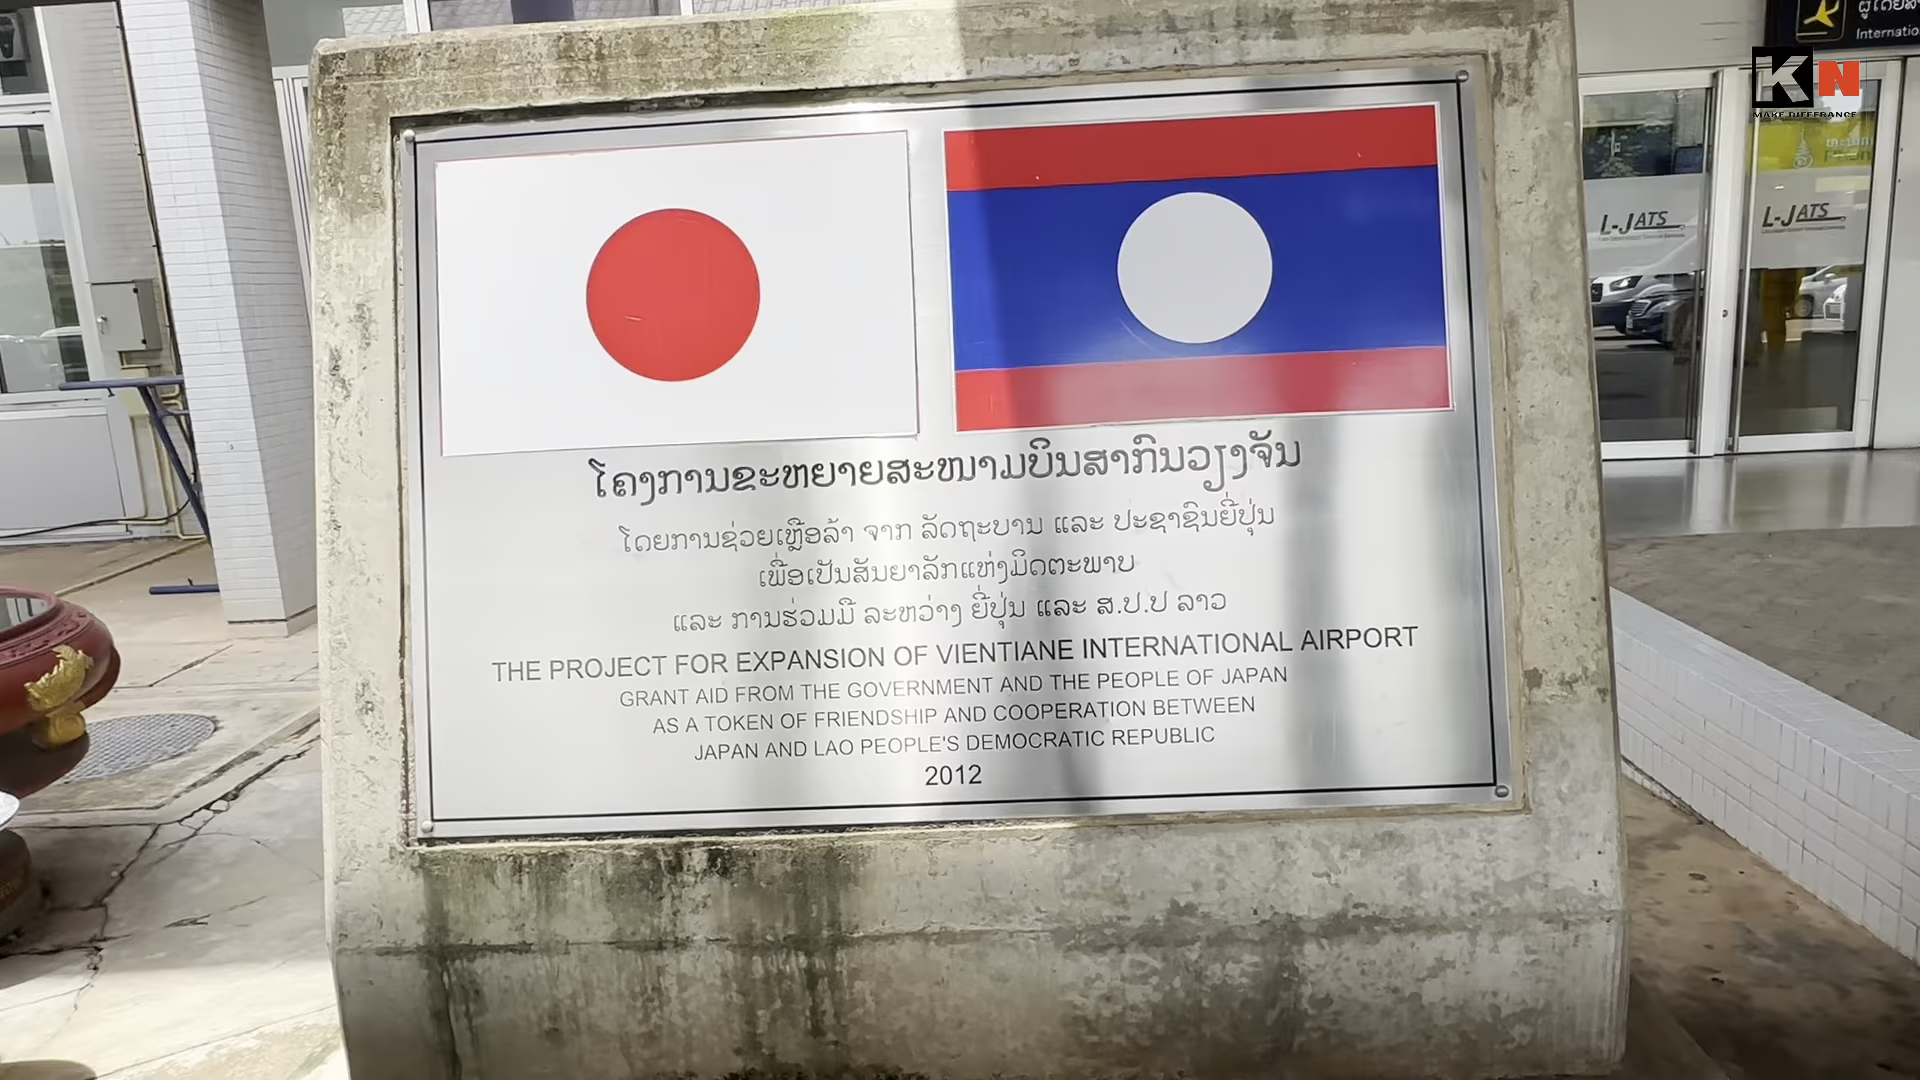 ໂຄງການຂະຫຍາຍສະໜາມບິນສາກົນວຽງຈັນ
ໂດຍການຊ່ວຍເຫຼືອລ້າ ຈາກ ລັດຖະບານ ແລະ ປະຊາຊົນຍີ່ປຸ່ນ
ເພື່ອເປັນສັນຍາລັກແຫ່ງມິດຕະພາບ
ແລະ ການຮ່ວມມື ລະຫວ່າງ ຍີ່ປຸ່ນ ແລະ ສ.ປ.ປ ລາວ
THE PROJECT FOR EXPANSION OF VIENTIANE INTERNATIONAL AIRPORT
GRANT AID FROM THE GOVERNMENT AND THE PEOPLE OF JAPAN
AS A TOKEN OF FRIENDSHIP AND COOPERATION BETWEEN
JAPAN AND LAO PEOPLE'S DEMOCRATIC REPUBLIC
2012
KN
MAKE DIFFERANCE
L-JATS
L-JATS